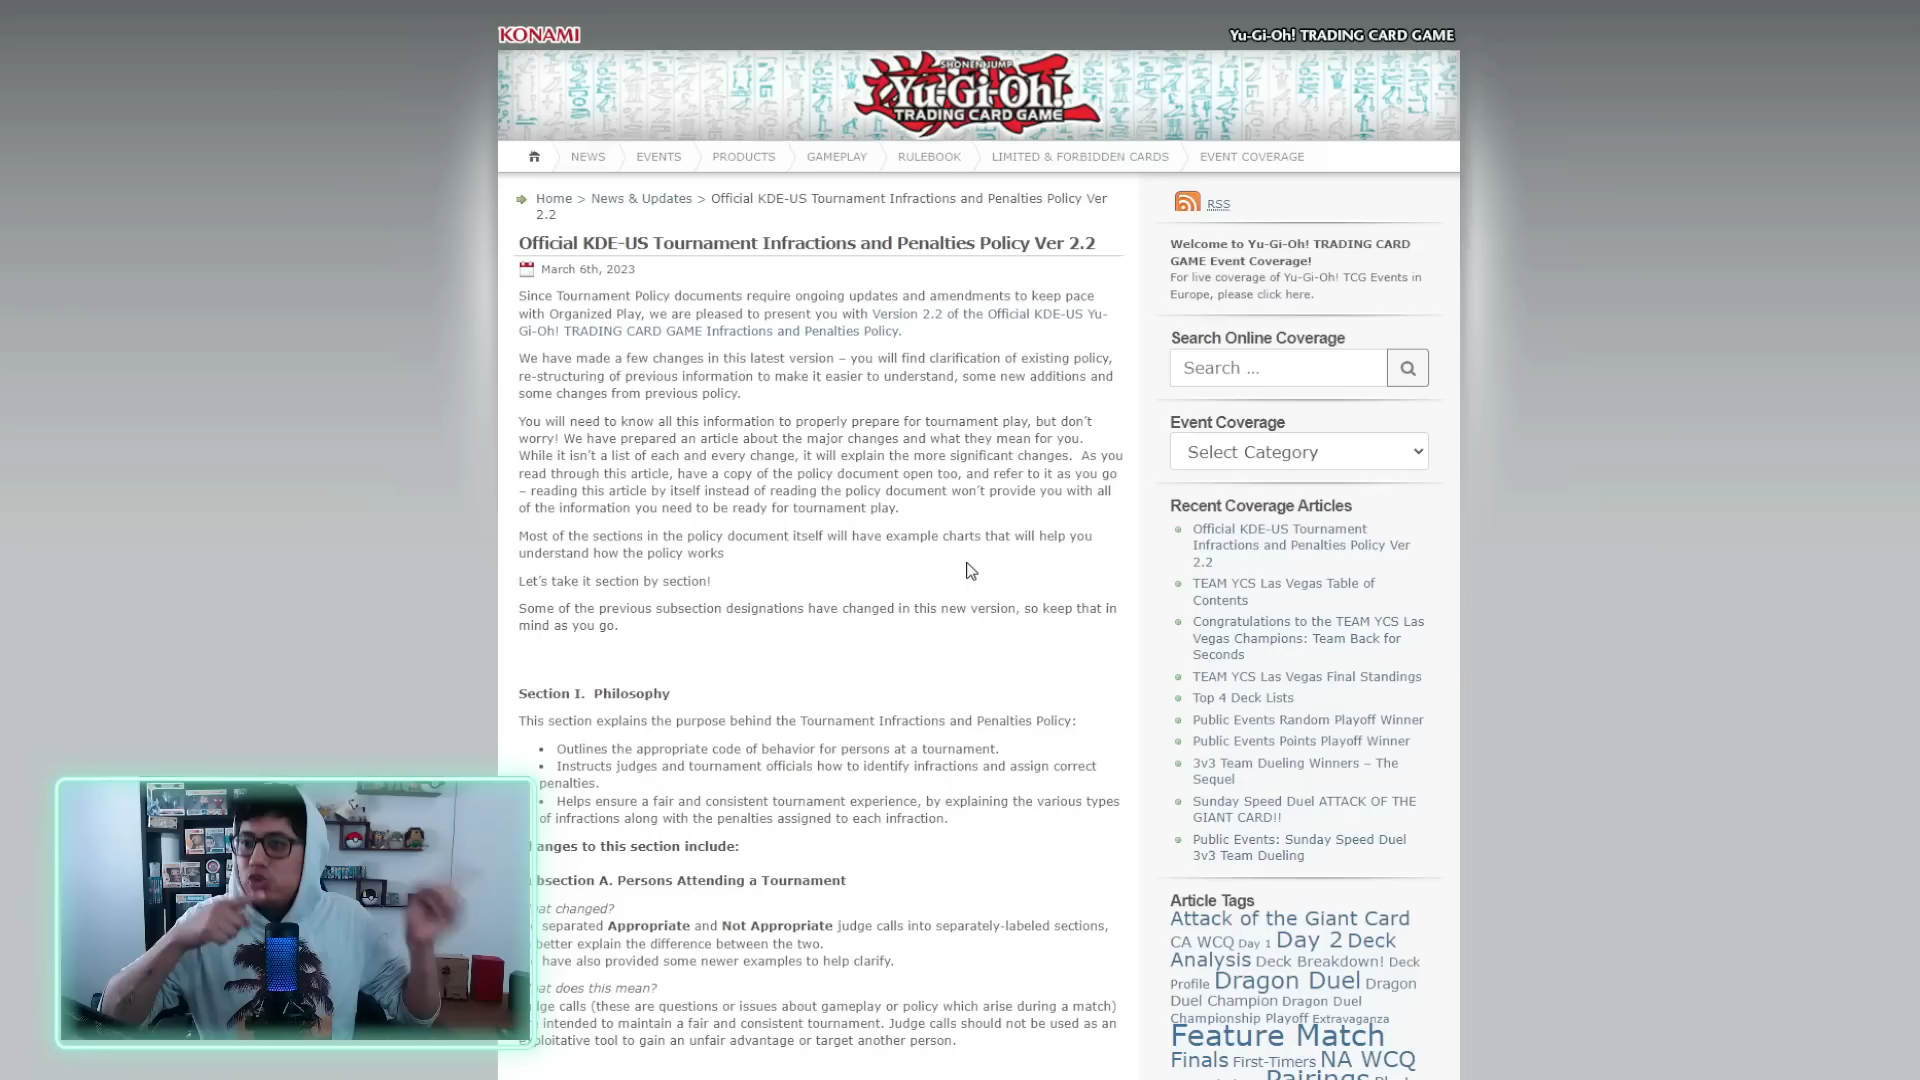 KONAMI
Yu-Gi-Oh! TRADING CARD GAME
SHONEN JUMP
Yu-Gi-Oh!
TRADING CARD GAME
NEWS
EVENTS
PRODUCTS
GAMEPLAY
RULEBOOK
LIMITED & FORBIDDEN CARDS
EVENT COVERAGE
Home > News & Updates > Official KDE-US Tournament Infractions and Penalties Policy Ver
2.2
Official KDE-US Tournament Infractions and Penalties Policy Ver 2.2
March 6th, 2023
Since Tournament Policy documents require ongoing updates and amendments to keep pace
with Organized Play, we are pleased to present you with Version 2.2 of the Official KDE-US Yu-
Gi-Oh! TRADING CARD GAME Infractions and Penalties Policy.
We have made a few changes in this latest version – you will find clarification of existing policy,
re-structuring of previous information to make it easier to understand, some new additions and
some changes from previous policy.
You will need to know all this information to properly prepare for tournament play, but don't
worry! We have prepared an article about the major changes and what they mean for you.
While it isn't a list of each and every change, it will explain the more significant changes. As you
read through this article, have a copy of the policy document open too, and refer to it as you go
– reading this article by itself instead of reading the policy document won't provide you with all
of the information you need to be ready for tournament play.
Most of the sections in the policy document itself will have example charts that will help you
understand how the policy works
Let's take it section by section!
Some of the previous subsection designations have changed in this new version, so keep that in
mind as you go.
Section I. Philosophy
This section explains the purpose behind the Tournament Infractions and Penalties Policy:
• Outlines the appropriate code of behavior for persons at a tournament.
• Instructs judges and tournament officials how to identify infractions and assign correct
penalties.
• Helps ensure a fair and consistent tournament experience, by explaining the various types
of infractions along with the penalties assigned to each infraction.
anges to this section include:
bsection A. Persons Attending a Tournament
at changed?
separated Appropriate and Not Appropriate judge calls into separately-labeled sections,
better explain the difference between the two.
have also provided some newer examples to help clarify.
at does this mean?
dge calls (these are questions or issues about gameplay or policy which arise during a match)
intended to maintain a fair and consistent tournament. Judge calls should not be used as an
exploitative tool to gain an unfair advantage or target another person.
RSS
Welcome to Yu-Gi-Oh! TRADING CARD
GAME Event Coverage!
For live coverage of Yu-Gi-Oh! TCG Events in
Europe, please click here.
Search Online Coverage
Search ...
Event Coverage
Select Category
Recent Coverage Articles
Official KDE-US Tournament
Infractions and Penalties Policy Ver
2.2
TEAM YCS Las Vegas Table of
Contents
Congratulations to the TEAM YCS Las
Vegas Champions: Team Back for
Seconds
TEAM YCS Las Vegas Final Standings
Top 4 Deck Lists
Public Events Random Playoff Winner
Public Events Points Playoff Winner
3v3 Team Dueling Winners – The
Sequel
Sunday Speed Duel ATTACK OF THE
GIANT CARD!!
Public Events: Sunday Speed Duel
3v3 Team Dueling
Article Tags
Attack of the Giant Card
CA WCQ Day 1 Day 2 Deck
Analysis Deck Breakdown! Deck
Profile Dragon Duel Dragon
Duel Champion Dragon Duel
Championship Playoff Extravaganza
Feature Match
Finals First-Timers NA WCQ
Pairings